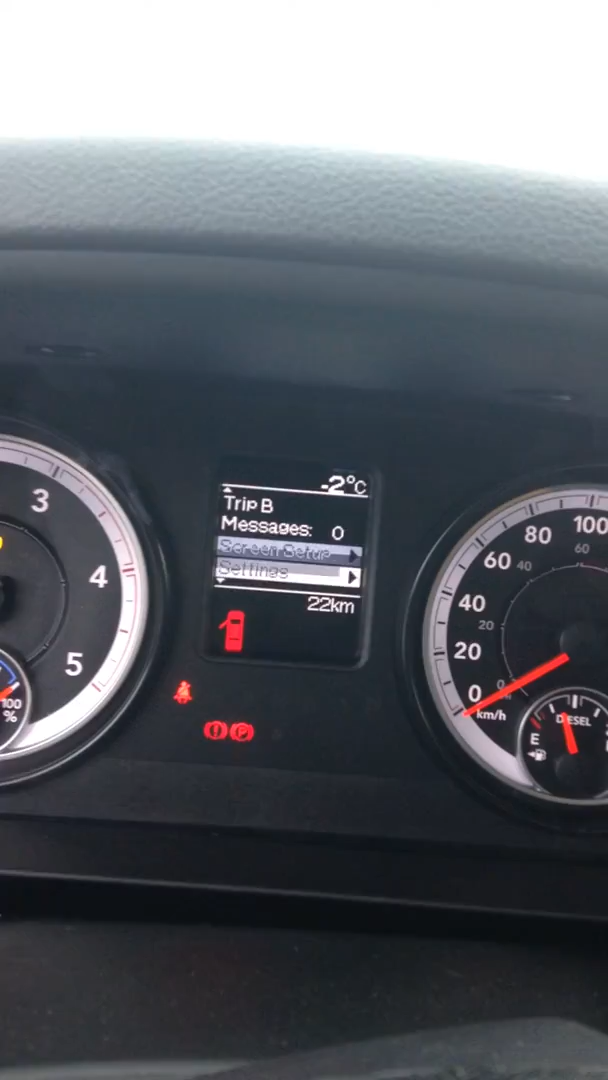 -2°C
Trip B
Messages: 0
Screen Setup
Settings
22km
3
4
5
100
%
0
20
40
60
80
100
0
20
40
60
km/h
DIESEL
E
!
P